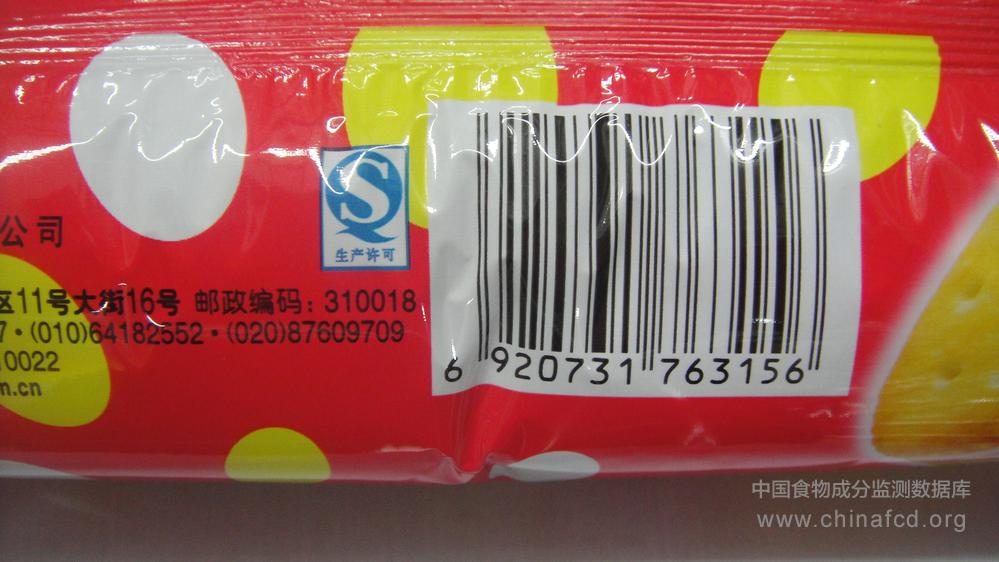 公司
生产许可
区11号大街16号 邮政编码: 310018
7·(010)64182552·(020)87609709
10022
m.cn
6 920731 763156
中国食物成分监测数据库
www.chinafcd.org